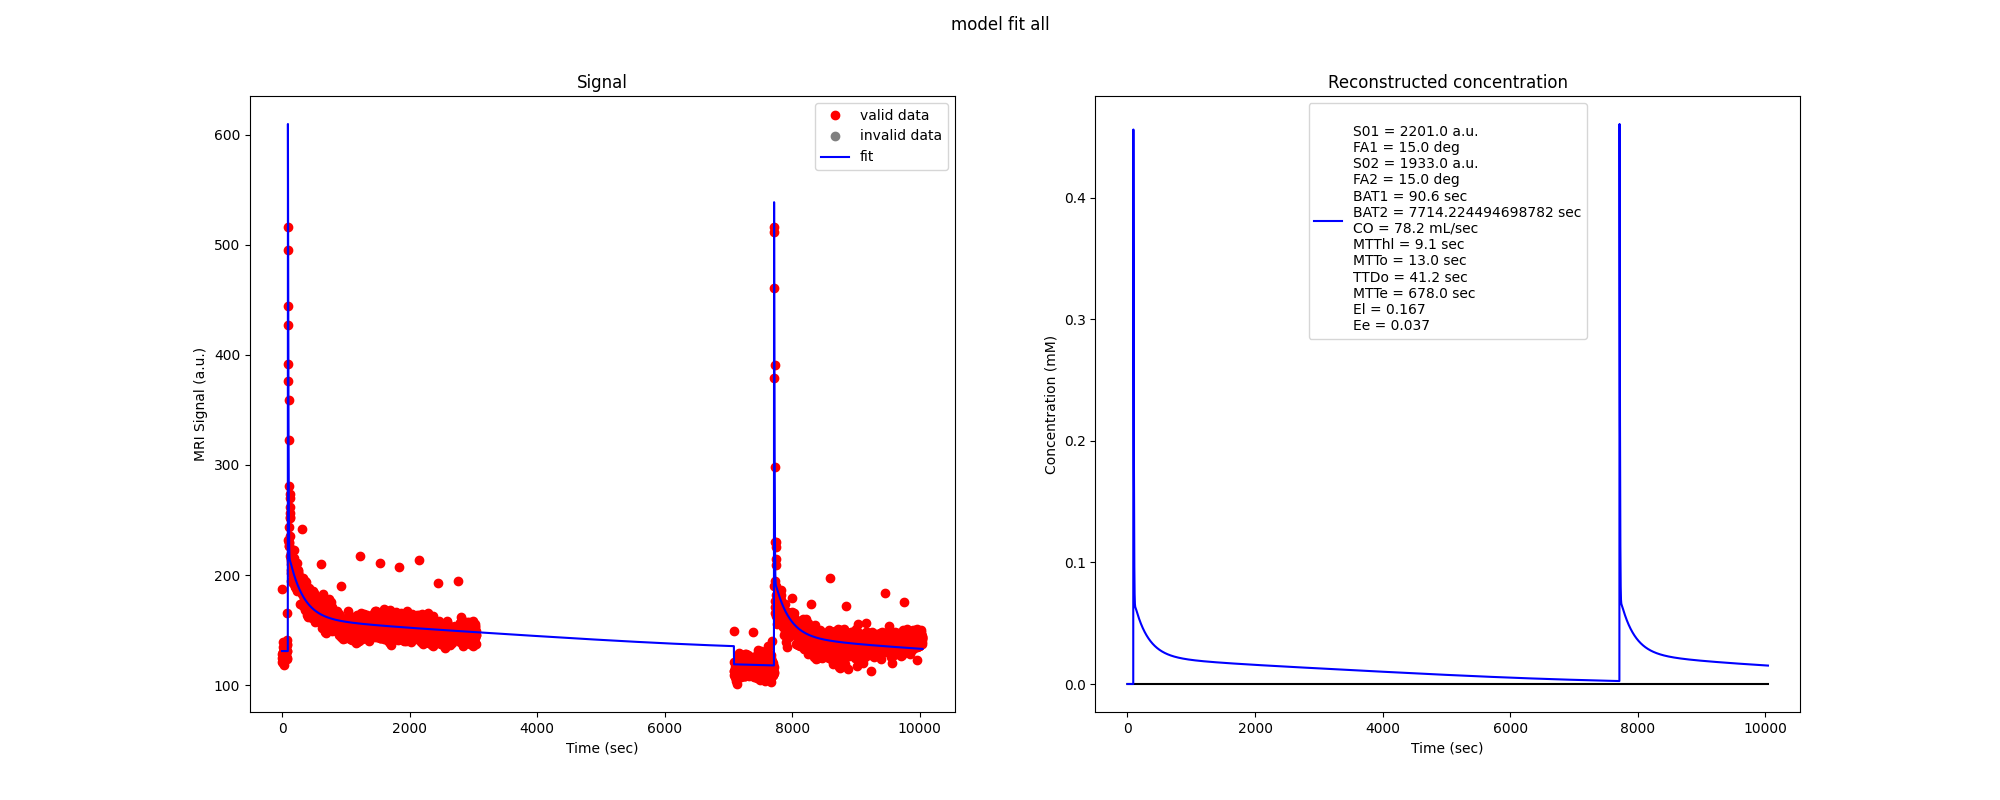 model fit all
Signal
600
500
400
300
200
100
MRI Signal (a.u.)
0
2000
4000
6000
8000
10000
Time (sec)
valid data
invalid data
fit
Reconstructed concentration
0.4
0.3
0.2
0.1
0.0
Concentration (mM)
0
2000
4000
6000
8000
10000
Time (sec)
S01 = 2201.0 a.u.
FA1 = 15.0 deg
S02 = 1933.0 a.u.
FA2 = 15.0 deg
BAT1 = 90.6 sec
BAT2 = 7714.224494698782 sec
CO = 78.2 mL/sec
MTThl = 9.1 sec
MTTo = 13.0 sec
TTDo = 41.2 sec
MTTe = 678.0 sec
El = 0.167
Ee = 0.037